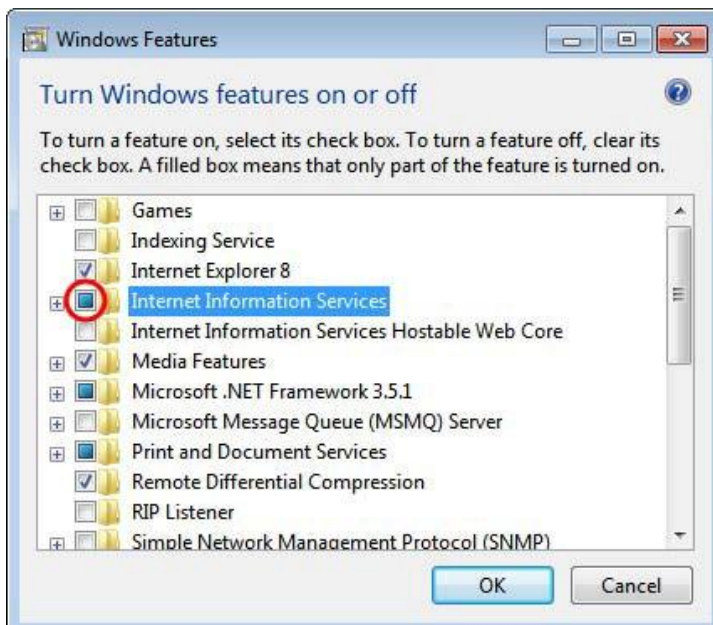 Windows Features
Turn Windows features on or off
To turn a feature on, select its check box. To turn a feature off, clear its
check box. A filled box means that only part of the feature is turned on.
Games
Indexing Service
Internet Explorer 8
Internet Information Services
Internet Information Services Hostable Web Core
Media Features
Microsoft .NET Framework 3.5.1
Microsoft Message Queue (MSMQ) Server
Print and Document Services
Remote Differential Compression
RIP Listener
Simple Network Management Protocol (SNMP)
OK Cancel